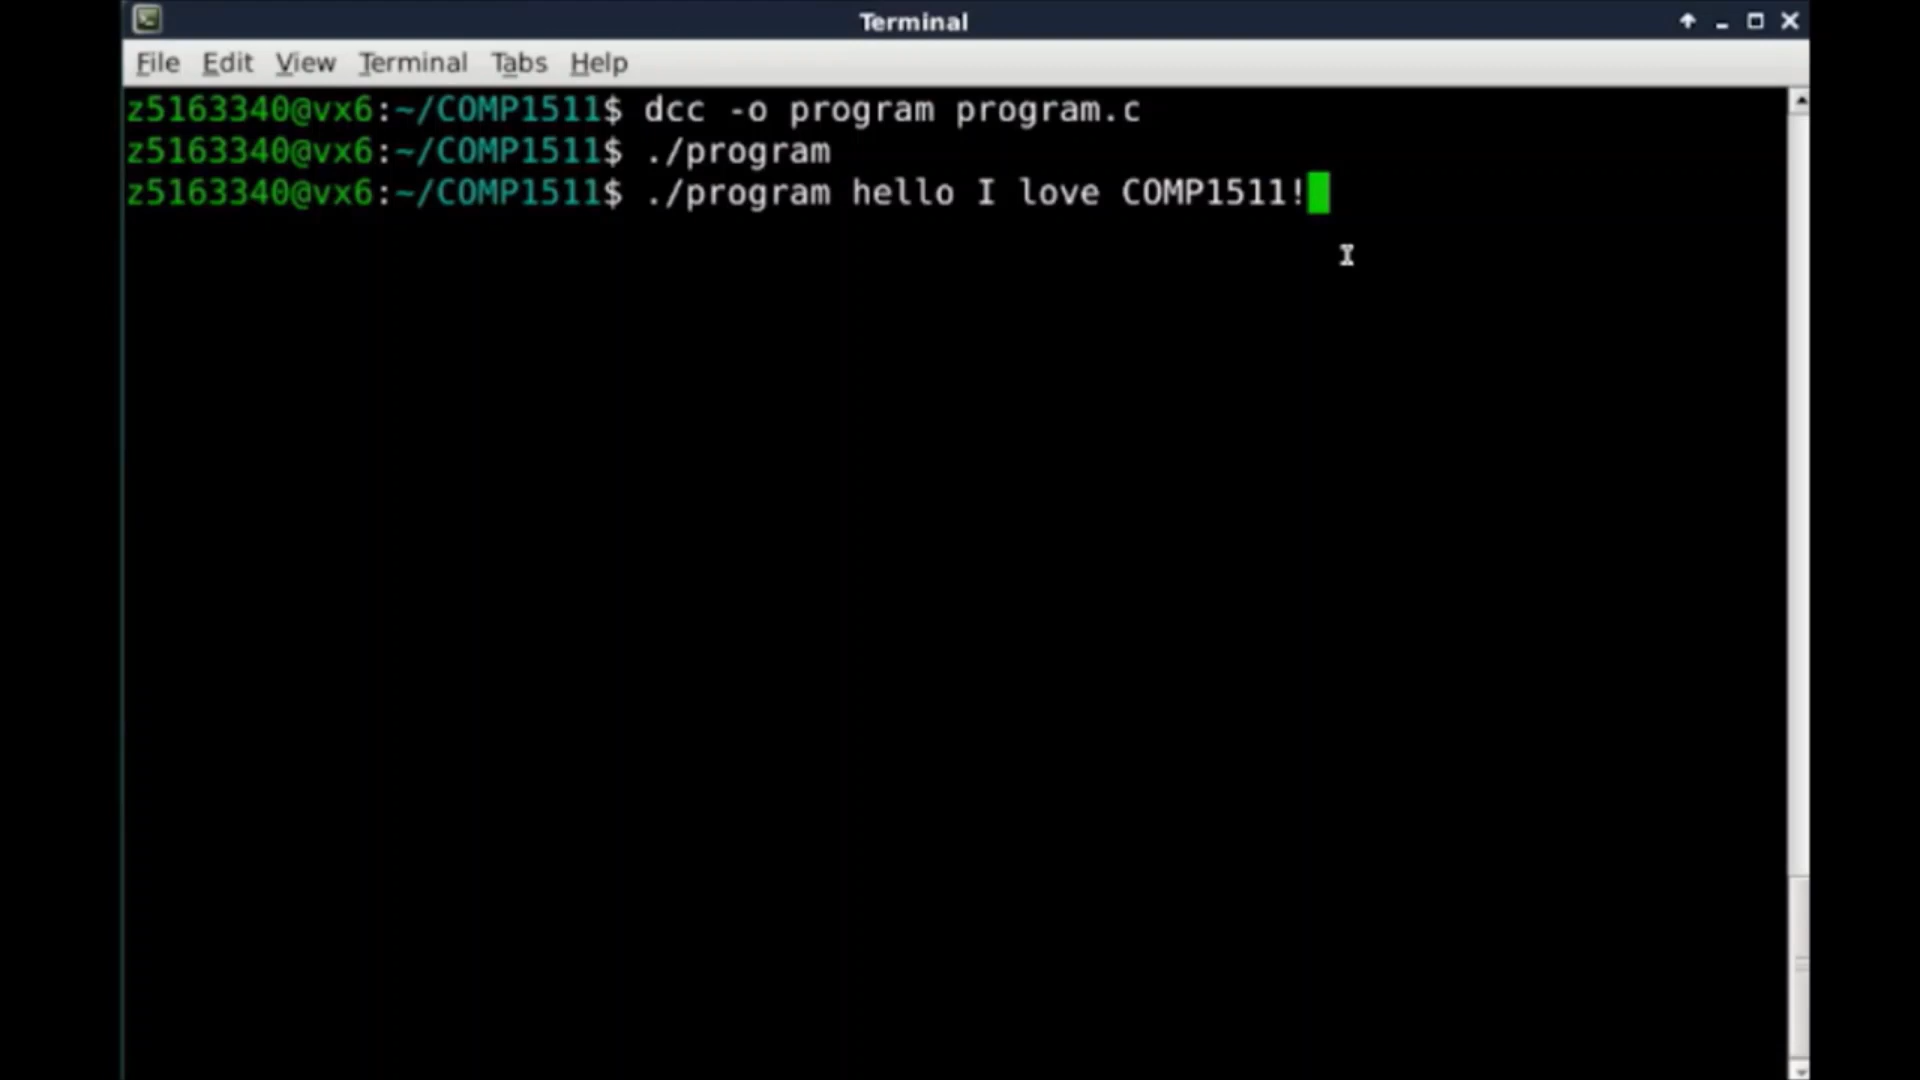 Terminal
File Edit View Terminal Tabs Help
z5163340@vx6:~/COMP1511$ dcc -o program program.c
z5163340@vx6:~/COMP1511$ ./program
z5163340@vx6:~/COMP1511$ ./program hello I love COMP1511!